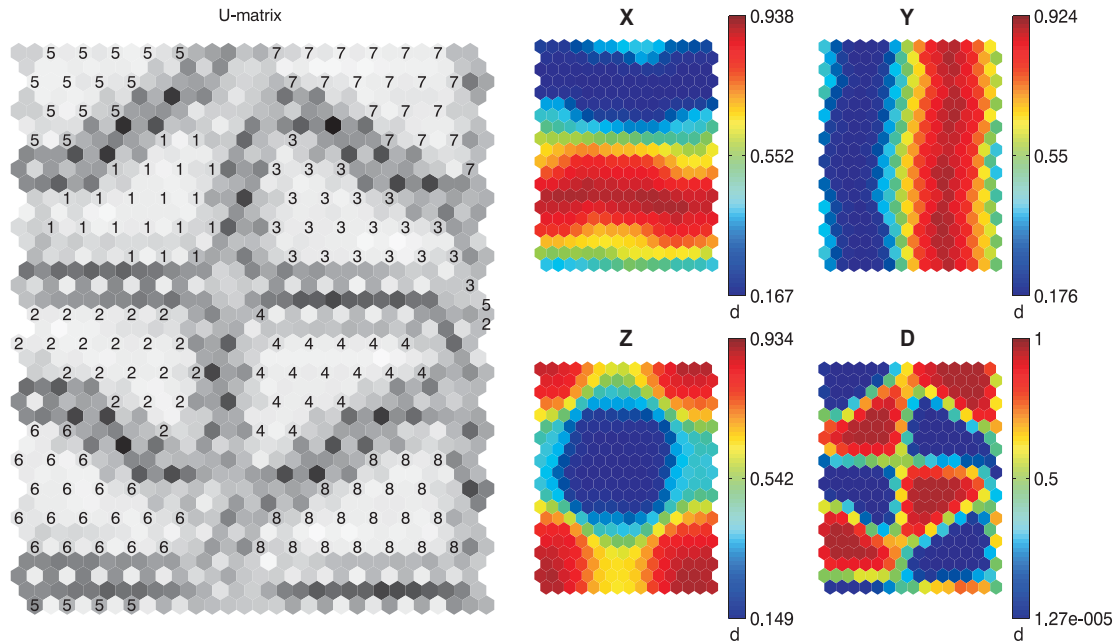 U-matrix
5 5 5 5 5 7 7 7 7 7 7
5 5 5 5 7 7 7 7 7 7
5 5 5 7 7 7
5 5 1 1 3 7 7 7
1 1 1 1 3 3 3 7
1 1 1 1 1 3 3 3 3
1 1 1 1 1 1 3 3 3 3 3 3
1 1 1 3 3 3 3 3
3
5
2 2 2 2 2 4 2
2 2 2 2 2 2 4 4 4 4 4
2 2 2 2 2 4 4 4 4 4 4
2 2 2 4 4 4
6 6 2 4 4
6 6 6 8 8 8
6 6 6 6 8 8 8 8
6 6 6 6 6 6 8 8 8 8 8 8
6 6 6 6 6 6 8 8 8 8 8 8 8
5 5 5 5
X
0.938
0.552
0.167
d
Y
0.924
0.55
0.176
d
Z
0.934
0.542
0.149
d
D
1
0.5
1.27e-005
d